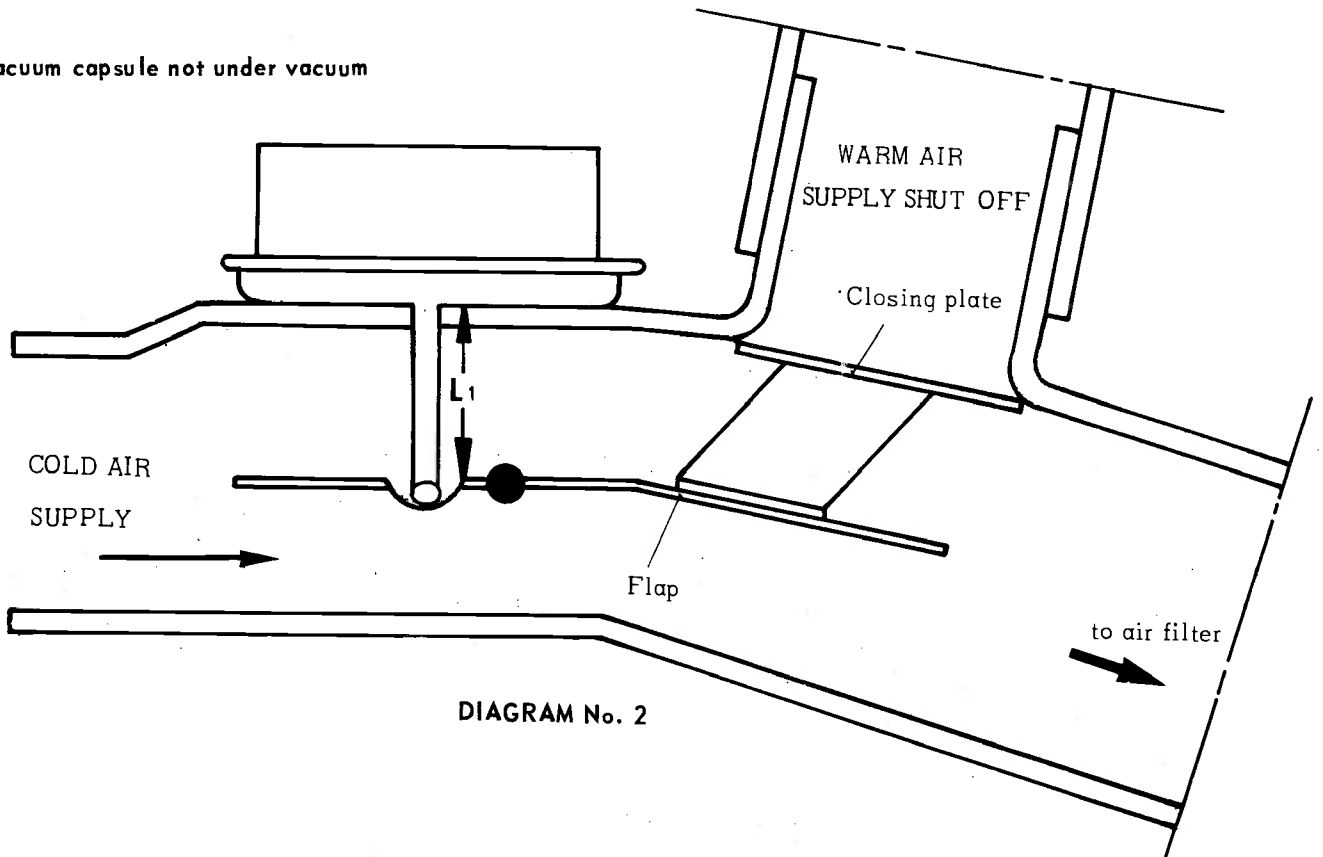 acuum capsule not under vacuum
WARM AIR
SUPPLY SHUT OFF
Closing plate
L1
COLD AIR
SUPPLY
Flap
to air filter
DIAGRAM No. 2